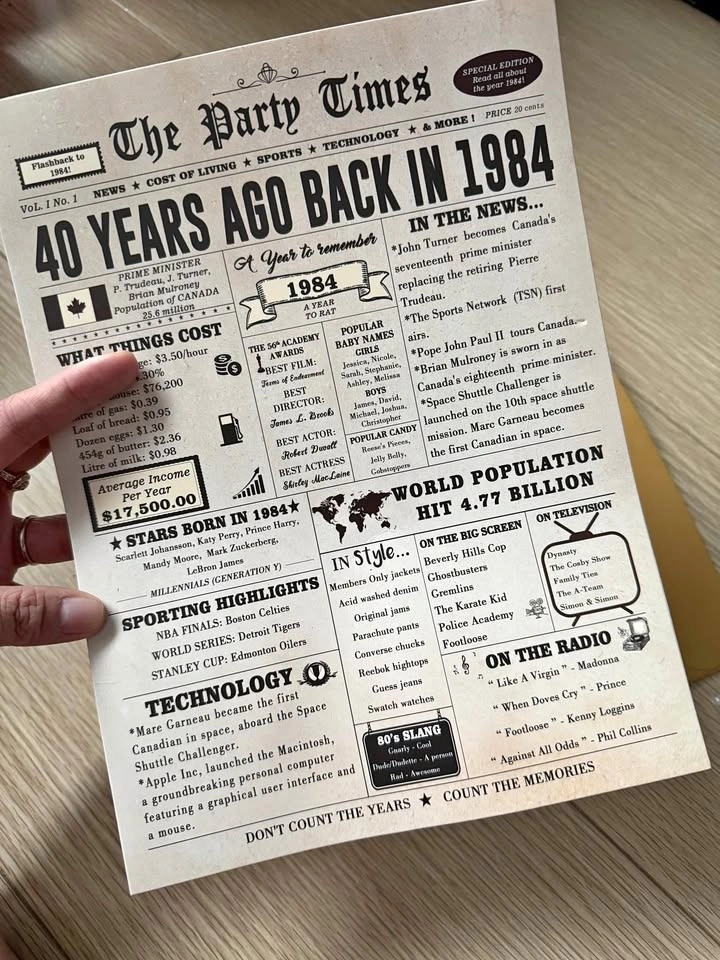 The Party Times
SPECIAL EDITION
Read all about
the year 1984!
Flashback to
1984!
VOL. I No. 1
NEWS ★ COST OF LIVING ★ SPORTS ★ TECHNOLOGY ★ & MORE !
PRICE 20 cents
40 YEARS AGO BACK IN 1984
PRIME MINISTER
P. Trudeau, J. Turner,
Brian Mulroney
Population of CANADA
25.6 million
WHAT THINGS COST
ge: $3.50/hour
.30%
house: $76,200
itre of gas: $0.39
Loaf of bread: $0.95
Dozen eggs: $1.30
454g of butter: $2.36
Litre of milk: $0.98
Average Income
Per Year
$17,500.00
A Year to remember
1984
A YEAR
TO RAT
THE 56th ACADEMY
AWARDS
BEST FILM:
Terms of Endearment
BEST
DIRECTOR:
James L. Brooks
BEST ACTOR:
Robert Duvall
BEST ACTRESS
Shirley MacLaine
POPULAR
BABY NAMES
GIRLS
Jessica, Nicole,
Sarah, Stephanie,
Ashley, Melissa
BOYS
James, David,
Michael, Joshua,
Christopher
POPULAR CANDY
Reese's Pieces,
Jelly Belly,
Gobstoppers
IN THE NEWS...
*John Turner becomes Canada's
seventeenth prime minister
replacing the retiring Pierre
Trudeau.
*The Sports Network (TSN) first
airs.
*Pope John Paul II tours Canada.
*Brian Mulroney is sworn in as
Canada's eighteenth prime minister.
*Space Shuttle Challenger is
launched on the 10th space shuttle
mission. Marc Garneau becomes
the first Canadian in space.
★ STARS BORN IN 1984 ★
Scarlett Johansson, Katy Perry, Prince Harry,
Mandy Moore, Mark Zuckerberg,
LeBron James
MILLENNIALS (GENERATION Y)
WORLD POPULATION
HIT 4.77 BILLION
SPORTING HIGHLIGHTS
NBA FINALS: Boston Celties
WORLD SERIES: Detroit Tigers
STANLEY CUP: Edmonton Oilers
TECHNOLOGY
*Marc Garneau became the first
Canadian in space, aboard the Space
Shuttle Challenger.
*Apple Inc, launched the Macintosh,
a groundbreaking personal computer
featuring a graphical user interface and
a mouse.
IN Style...
Members Only jackets
Acid washed denim
Original jams
Parachute pants
Converse chucks
Reebok hightops
Guess jeans
Swatch watches
80's SLANG
Gnarly - Cool
Dude/Dudette - A person
Rad - Awesome
ON THE BIG SCREEN
Beverly Hills Cop
Ghostbusters
Gremlins
The Karate Kid
Police Academy
Footloose
ON TELEVISION
Dynasty
The Cosby Show
Family Ties
The A-Team
Simon & Simon
ON THE RADIO
" Like A Virgin " - Madonna
" When Doves Cry " - Prince
" Footloose " - Kenny Loggins
"Against All Odds " - Phil Collins
DON'T COUNT THE YEARS ★ COUNT THE MEMORIES